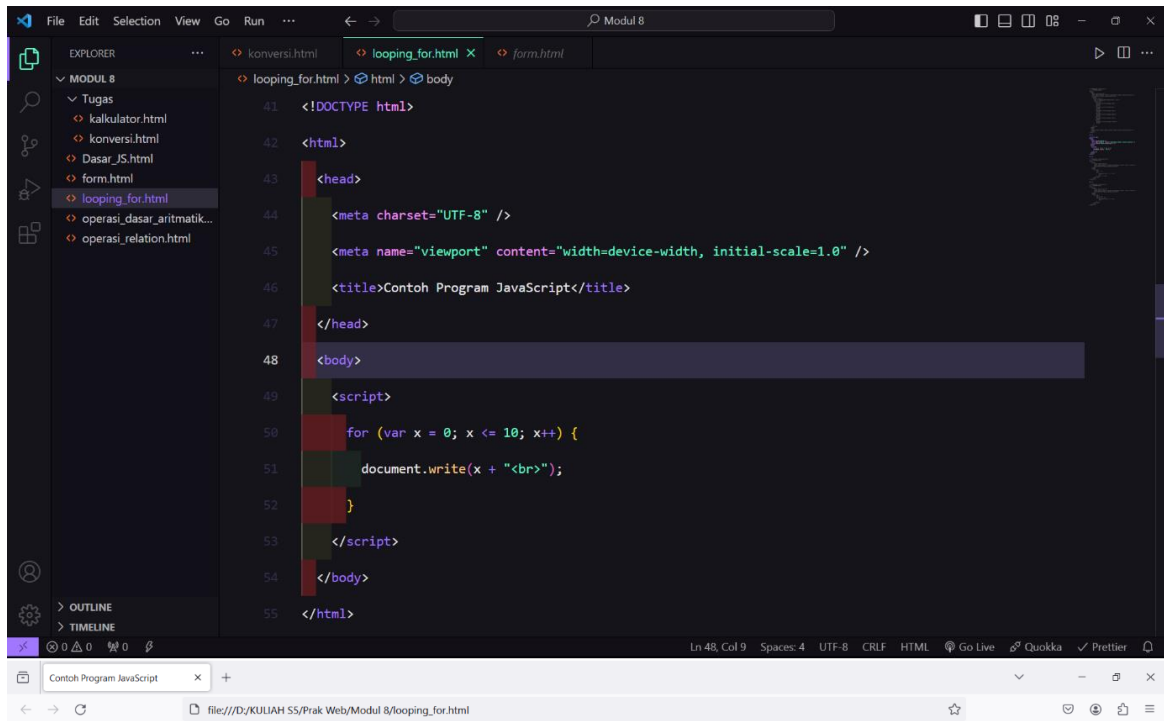 File Edit Selection View Go Run ··· Modul 8
EXPLORER ···
MODUL 8
Tugas
kalkulator.html
konversi.html
Dasar_JS.html
form.html
looping_for.html
operasi_dasar_aritmatik...
operasi_relation.html
OUTLINE
TIMELINE
konversi.html looping_for.html form.html
looping_for.html > html > body
41 <!DOCTYPE html>
42 <html>
43 <head>
44 <meta charset="UTF-8" />
45 <meta name="viewport" content="width=device-width, initial-scale=1.0" />
46 <title>Contoh Program JavaScript</title>
47 </head>
48 <body>
49 <script>
50 for (var x = 0; x <= 10; x++) {
51 document.write(x + "<br>");
52 }
53 </script>
54 </body>
55 </html>
0 0 0 Ln 48, Col 9 Spaces: 4 UTF-8 CRLF HTML Go Live Quokka Prettier
Contoh Program JavaScript
file:///D:/KULIAH S5/Prak Web/Modul 8/looping_for.html